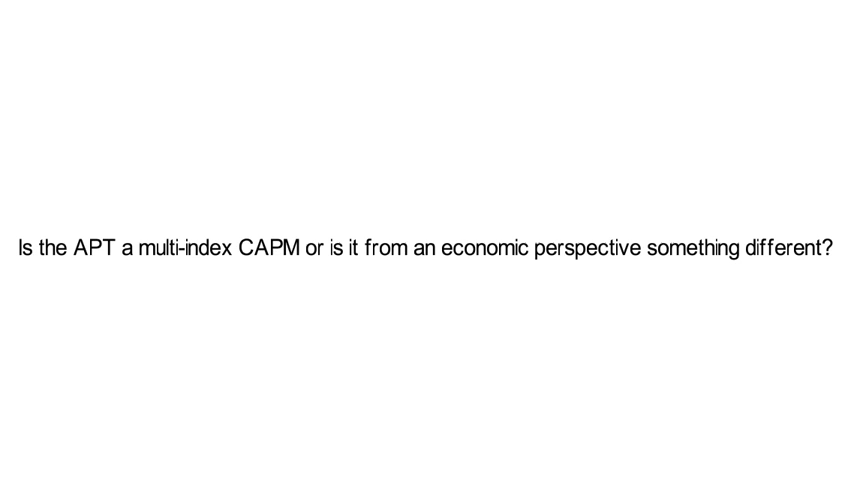 Is the APT a multi-index CAPM or is it from an economic perspective something different?